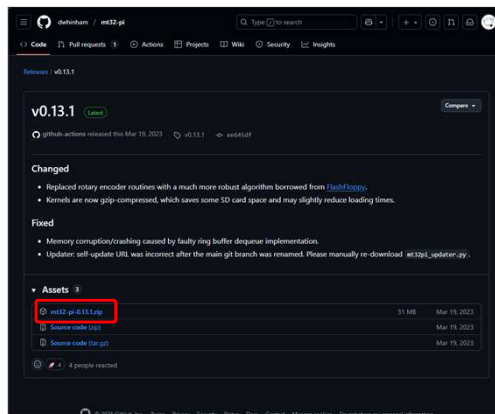 dwhinham / mt32-pi
Type / to search
Code Pull requests 1 Actions Projects Wiki Security Insights
Releases / v0.13.1
v0.13.1 Latest
Compare
github-actions released this Mar 19, 2023 v0.13.1 ee645df
Changed
Replaced rotary encoder routines with a much more robust algorithm borrowed from FlashFloppy.
Kernels are now gzip-compressed, which saves some SD card space and may slightly reduce loading times.
Fixed
Memory corruption/crashing caused by faulty ring buffer dequeue implementation.
Updater: self-update URL was incorrect after the main git branch was renamed. Please manually re-download mt32pi_updater.py.
Assets 3
mt32-pi-0.13.1.zip 31 MB Mar 19, 2023
Source code (zip) Mar 19, 2023
Source code (tar.gz) Mar 19, 2023
4 4 people reacted